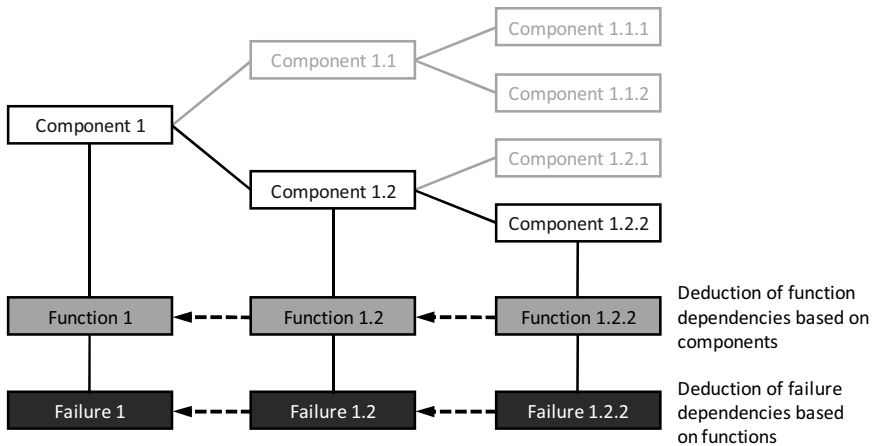 Component 1.1.1
Component 1.1
Component 1.1.2
Component 1
Component 1.2.1
Component 1.2
Component 1.2.2
Function 1
Function 1.2
Function 1.2.2
Deduction of function
dependencies based on
components
Failure 1
Failure 1.2
Failure 1.2.2
Deduction of failure
dependencies based
on functions